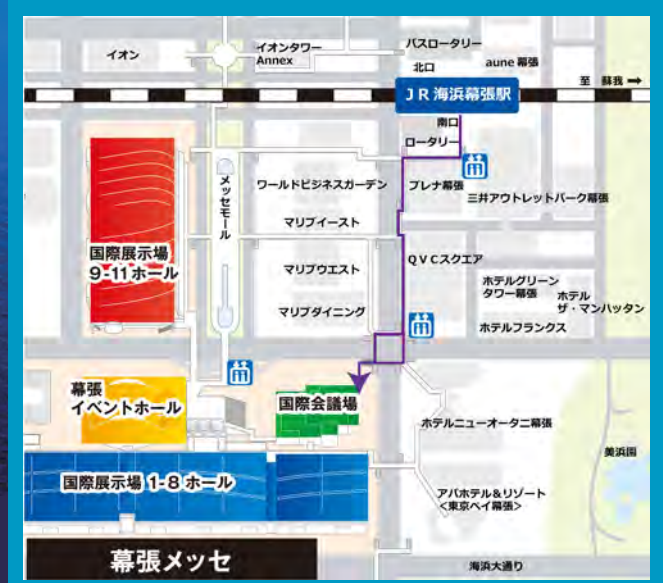 イオン
イオンタワー
Annex
バスロータリー
北口
aune 幕張
至 蘇我 →
JR 海浜幕張駅
南口
ロータリー
メッセモール
ワールドビジネスガーデン
プレナ幕張
三井アウトレットパーク幕張
マリブイースト
国際展示場
9-11 ホール
マリブウエスト
QVCスクエア
ホテルグリーン
タワー幕張
ホテル
ザ・マンハッタン
マリブダイニング
ホテルフランクス
幕張
イベントホール
国際会議場
ホテルニューオータニ幕張
美浜園
国際展示場 1-8 ホール
アパホテル&リゾート
<東京ベイ幕張>
幕張メッセ
海浜大通り